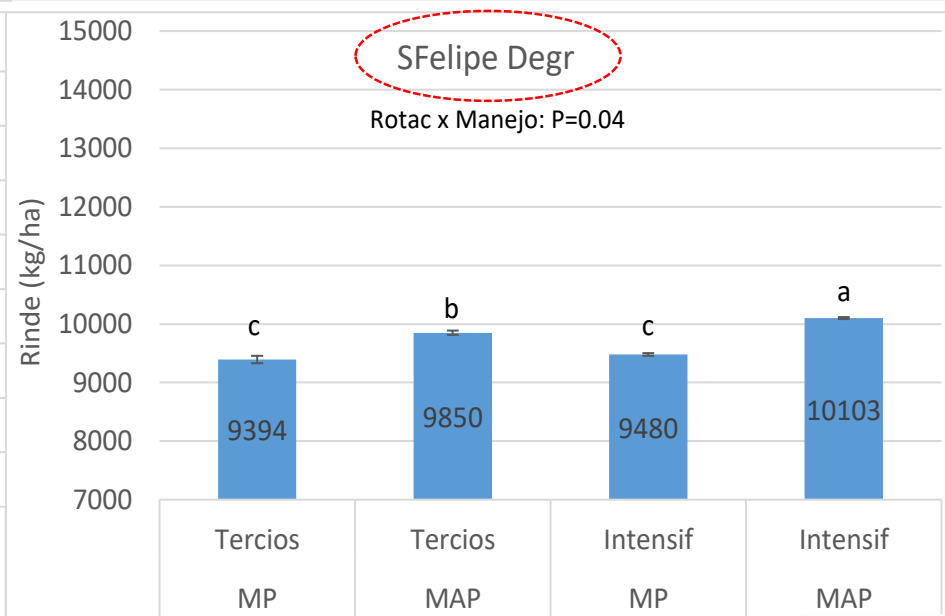 SFelipe Degr
Rotac x Manejo: P=0.04
Rinde (kg/ha)
15000
14000
13000
12000
11000
10000
9000
8000
7000
c b c a
9394 9850 9480 10103
Tercios Tercios Intensif Intensif
MP MAP MP MAP